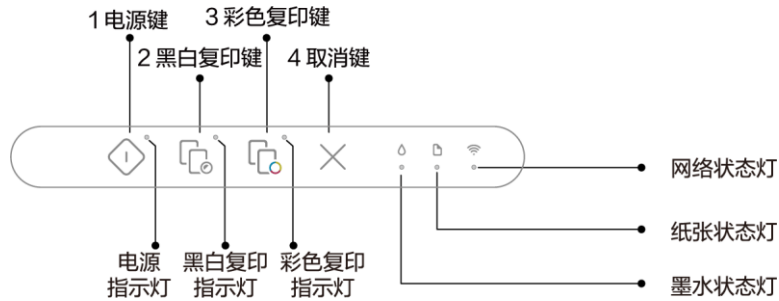 1 电源键
3 彩色复印键
2 黑白复印键
4 取消键
网络状态灯
纸张状态灯
墨水状态灯
电源
指示灯
黑白复印
指示灯
彩色复印
指示灯